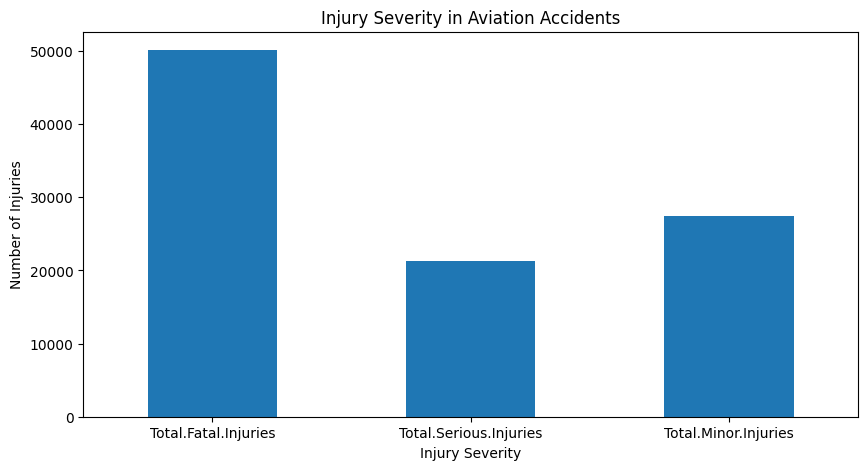 Injury Severity in Aviation Accidents
Number of Injuries
50000
40000
30000
20000
10000
0
Total.Fatal.Injuries
Total.Serious.Injuries
Total.Minor.Injuries
Injury Severity